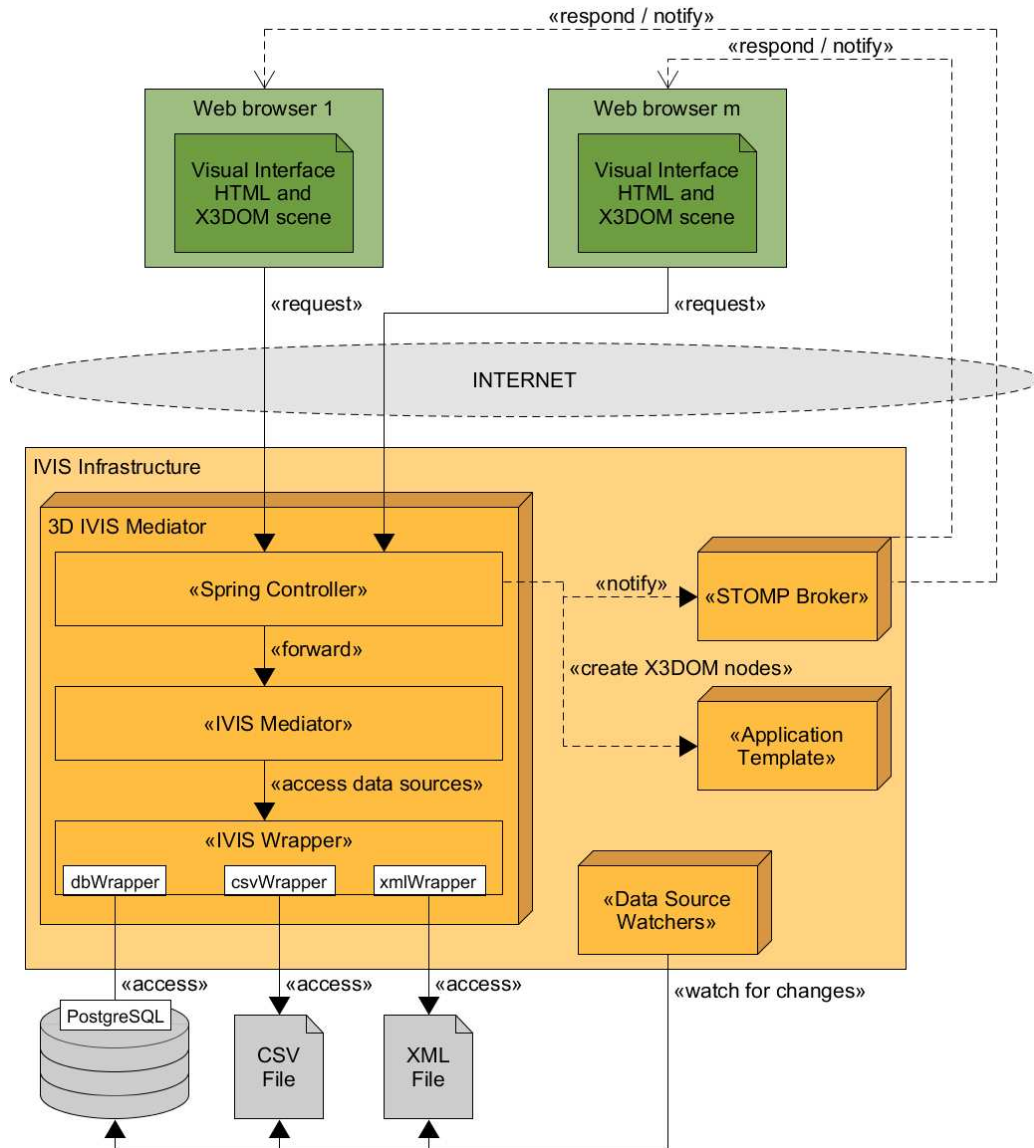 «respond / notify»
«respond / notify»
Web browser 1
Visual Interface
HTML and
X3DOM scene
Web browser m
Visual Interface
HTML and
X3DOM scene
«request»
«request»
INTERNET
IVIS Infrastructure
3D IVIS Mediator
«Spring Controller»
«notify»
«STOMP Broker»
«forward»
«create X3DOM nodes»
«IVIS Mediator»
«Application
Template»
«access data sources»
«IVIS Wrapper»
dbWrapper
csvWrapper
xmlWrapper
«Data Source
Watchers»
«access»
«access»
«access»
«watch for changes»
PostgreSQL
CSV
File
XML
File